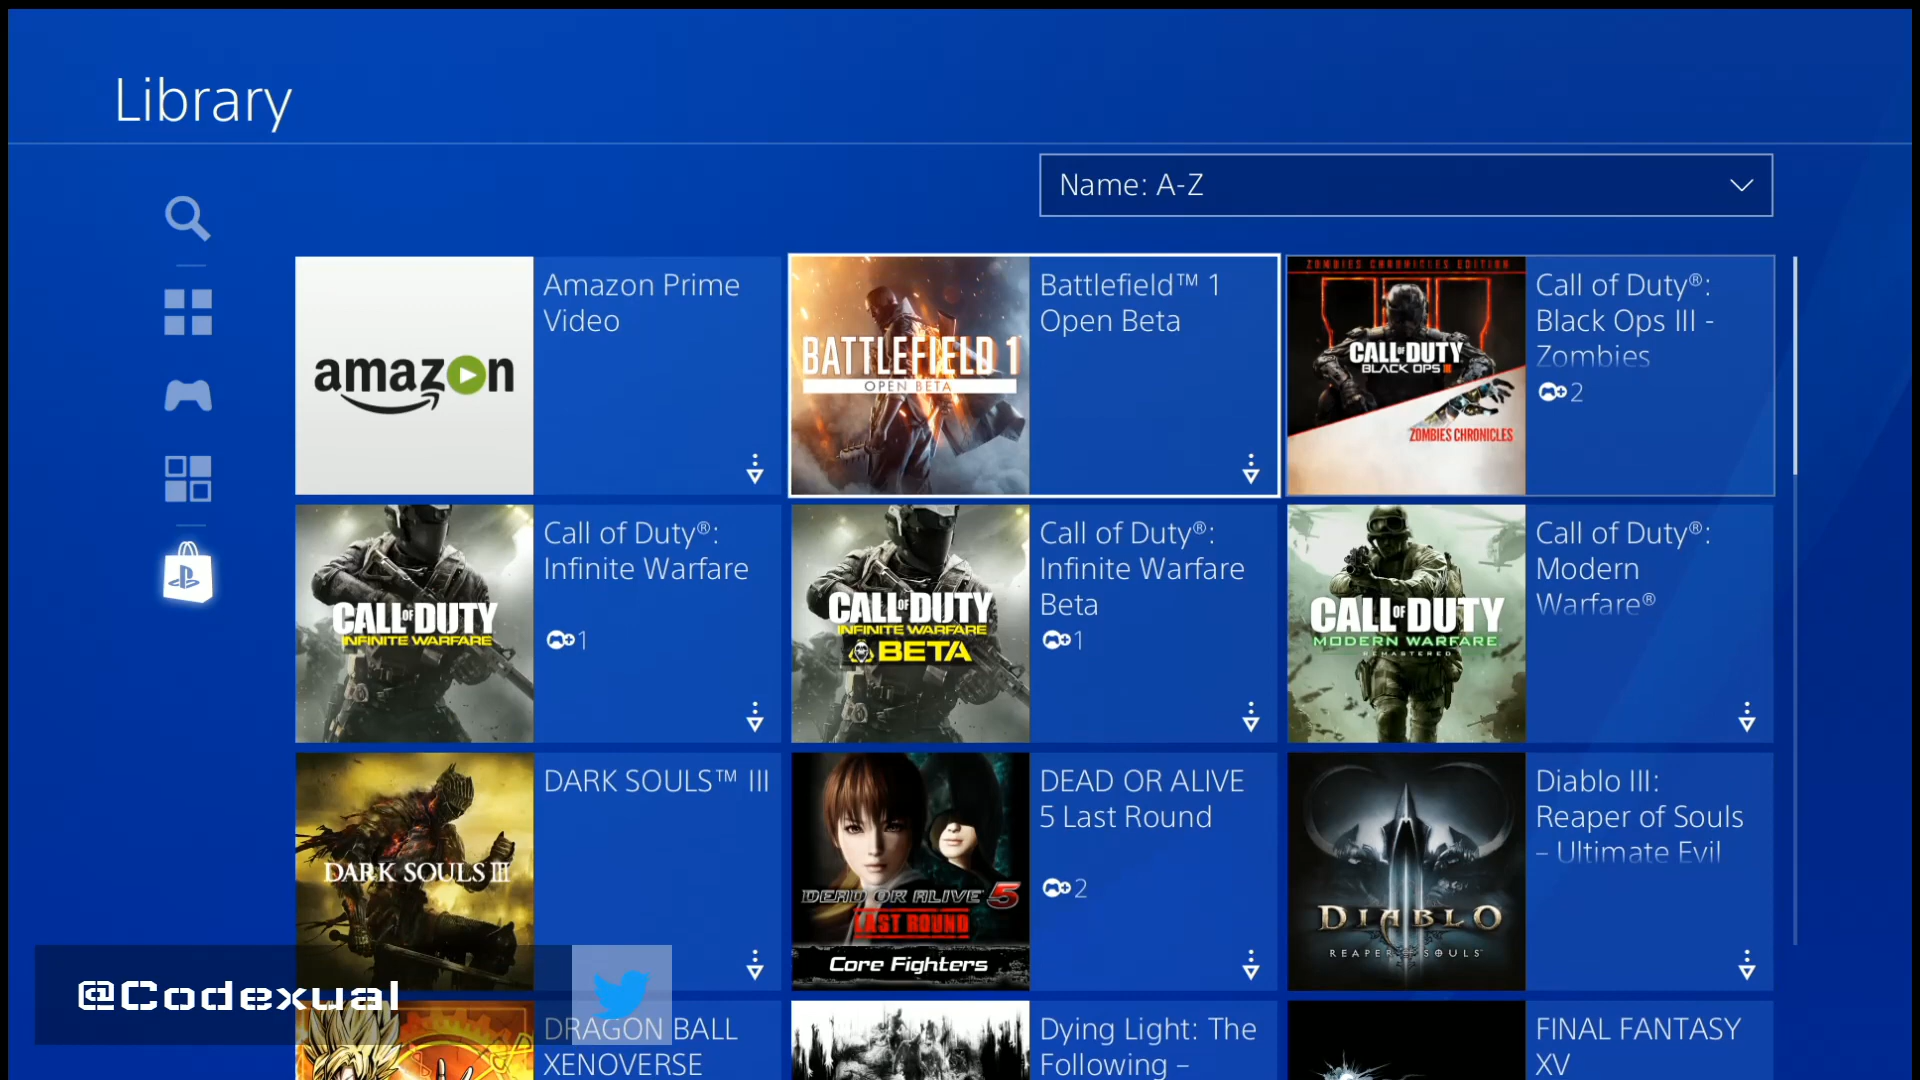 Library
Name: A-Z
amazon
Amazon Prime
Video
BATTLEFIELD 1
OPEN BETA
Battlefield™ 1
Open Beta
ZOMBIES CHRONICLES EDITION
CALL OF DUTY
BLACK OPS III
ZOMBIES CHRONICLES
Call of Duty®:
Black Ops III -
Zombies
2
CALL OF DUTY
INFINITE WARFARE
Call of Duty®:
Infinite Warfare
1
CALL OF DUTY
INFINITE WARFARE
BETA
Call of Duty®:
Infinite Warfare
Beta
1
CALL OF DUTY
MODERN WARFARE
REMASTERED
Call of Duty®:
Modern
Warfare®
DARK SOULS III
DARK SOULS™ III
DEAD OR ALIVE 5
LAST ROUND
Core Fighters
DEAD OR ALIVE
5 Last Round
2
DIABLO
REAPER OF SOULS
Diablo III:
Reaper of Souls
– Ultimate Evil
@Codexual
DRAGON BALL
XENOVERSE
Dying Light: The
Following –
FINAL FANTASY
XV